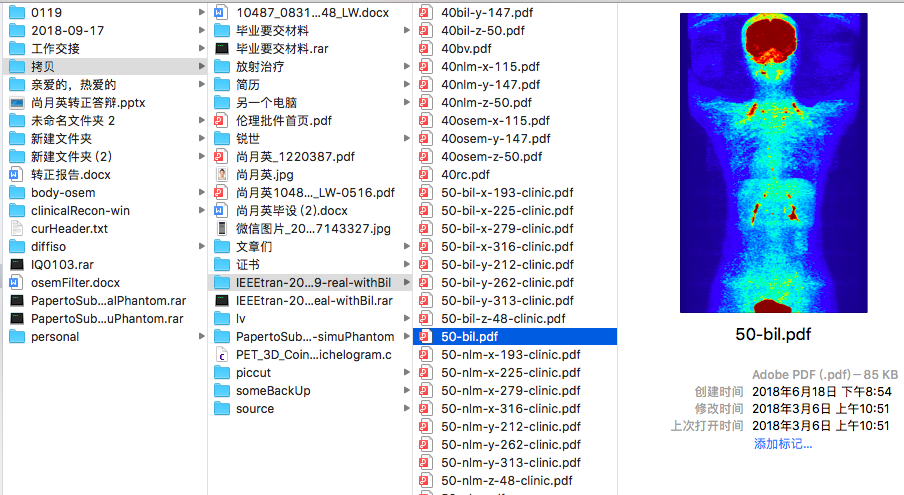 0119
2018-09-17
工作交接
拷贝
亲爱的，热爱的
尚月英转正答辩.pptx
未命名文件夹 2
新建文件夹
新建文件夹 (2)
转正报告.docx
body-osem
clinicalRecon-win
curHeader.txt
diffiso
IQ0103.rar
osemFilter.docx
PapertoSub...alPhantom.rar
PapertoSub...uPhantom.rar
personal
10487_0831...48_LW.docx
毕业要交材料
毕业要交材料.rar
放射治疗
简历
另一个电脑
伦理批件首页.pdf
锐世
尚月英_1220387.pdf
尚月英.jpg
尚月英1048..._LW-0516.pdf
尚月英毕设 (2).docx
微信图片_20...7143327.jpg
文章们
证书
IEEEtran-20...9-real-withBil
IEEEtran-20...eal-withBil.rar
lv
PapertoSub...-simuPhantom
PET_3D_Coin...ichelogram.c
piccut
someBackUp
source
40bil-y-147.pdf
40bil-z-50.pdf
40bv.pdf
40nlm-x-115.pdf
40nlm-y-147.pdf
40nlm-z-50.pdf
40osem-x-115.pdf
40osem-y-147.pdf
40osem-z-50.pdf
40rc.pdf
50-bil-x-193-clinic.pdf
50-bil-x-225-clinic.pdf
50-bil-x-279-clinic.pdf
50-bil-x-316-clinic.pdf
50-bil-y-212-clinic.pdf
50-bil-y-262-clinic.pdf
50-bil-y-313-clinic.pdf
50-bil-z-48-clinic.pdf
50-bil.pdf
50-nlm-x-193-clinic.pdf
50-nlm-x-225-clinic.pdf
50-nlm-x-279-clinic.pdf
50-nlm-x-316-clinic.pdf
50-nlm-y-212-clinic.pdf
50-nlm-y-262-clinic.pdf
50-nlm-y-313-clinic.pdf
50-nlm-z-48-clinic.pdf
50-bil.pdf
Adobe PDF (.pdf) – 85 KB
创建时间 2018年6月18日 下午8:54
修改时间 2018年3月6日 上午10:51
上次打开时间 2018年3月6日 上午10:51
添加标记...